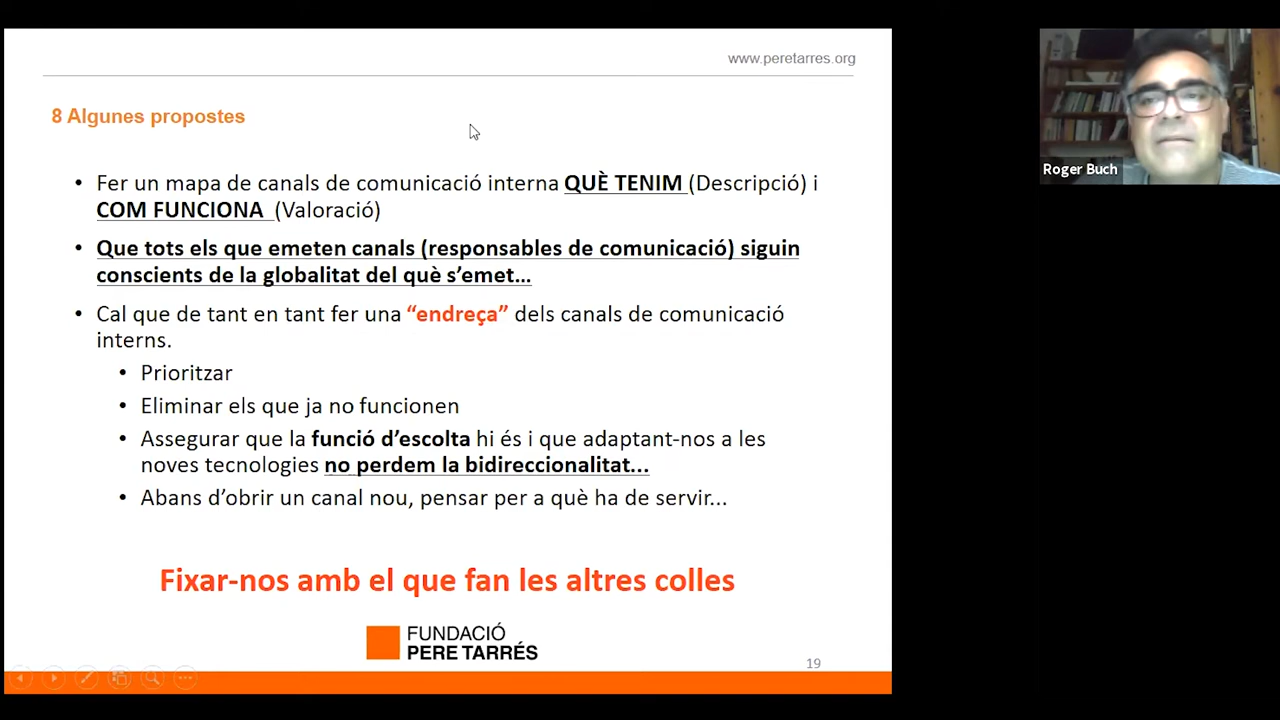 www.peretarres.org
8 Algunes propostes
• Fer un mapa de canals de comunicació interna QUÈ TENIM (Descripció) i
COM FUNCIONA (Valoració)
• Que tots els que emeten canals (responsables de comunicació) siguin
conscients de la globalitat del què s'emet...
• Cal que de tant en tant fer una “endreça” dels canals de comunicació
interns.
• Prioritzar
• Eliminar els que ja no funcionen
• Assegurar que la funció d'escolta hi és i que adaptant-nos a les
noves tecnologies no perdem la bidireccionalitat...
• Abans d'obrir un canal nou, pensar per a què ha de servir...
Fixar-nos amb el que fan les altres colles
FUNDACIÓ
PERE TARRÉS
19
Roger Buch